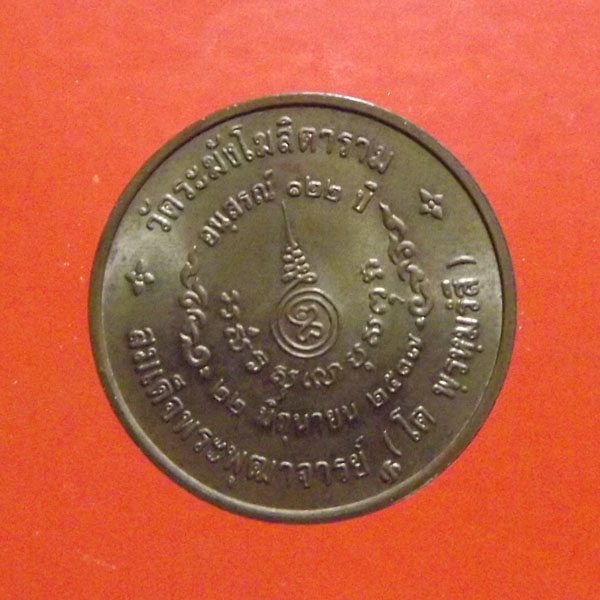 วัดระฆังโฆสิตาราม
อนุสรณ์ ๑๒๒ ปี
๒๒ มิถุนายน ๒๕๓๗
สมเด็จพระพุฒาจารย์ (โต พฺรหฺมรํสี)